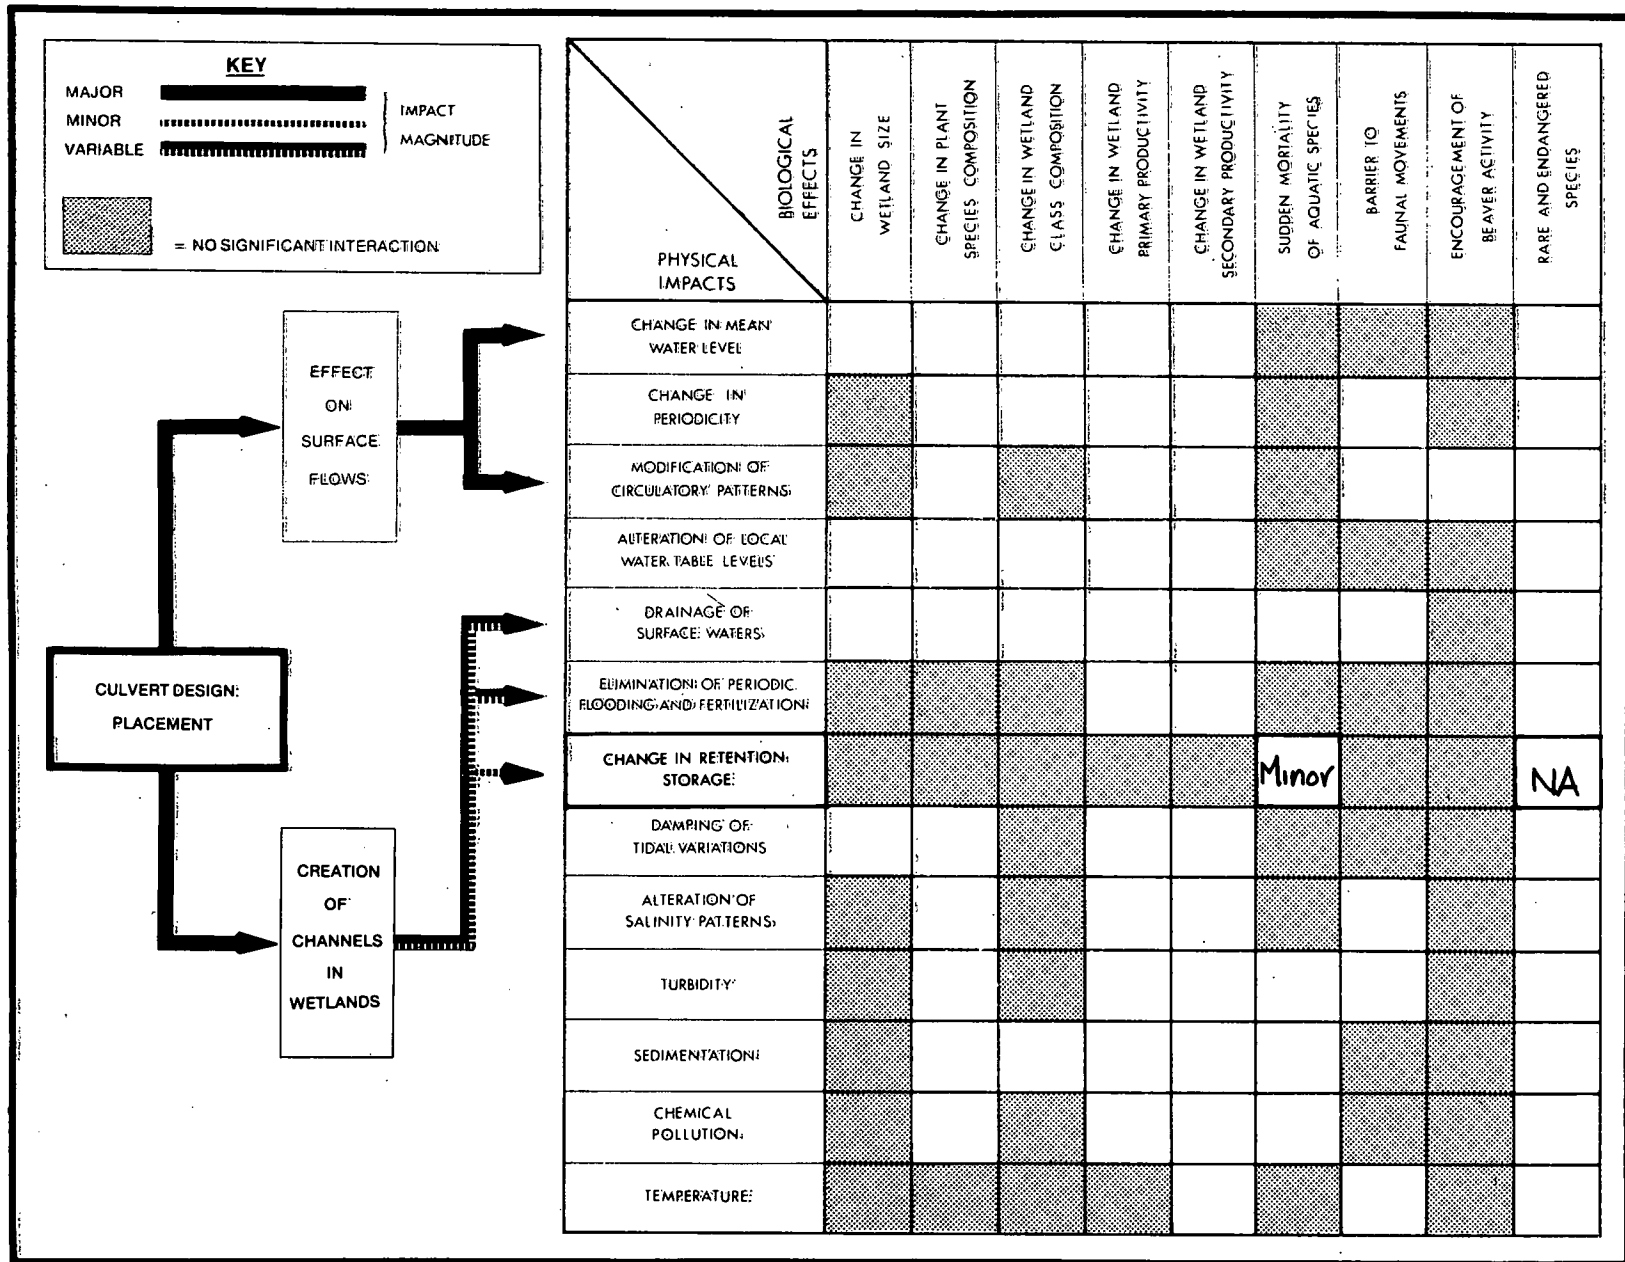 KEY
MAJOR
MINOR
VARIABLE
IMPACT
MAGNITUDE
= NO SIGNIFICANT INTERACTION
BIOLOGICAL
EFFECTS
PHYSICAL
IMPACTS
CHANGE IN
WETLAND SIZE
CHANGE IN PLANT
SPECIES COMPOSITION
CHANGE IN WETLAND
CLASS COMPOSITION
CHANGE IN WETLAND
PRIMARY PRODUCTIVITY
CHANGE IN WETLAND
SECONDARY PRODUCTIVITY
SUDDEN MORTALITY
OF AQUATIC SPECIES
BARRIER TO
FAUNAL MOVEMENTS
ENCOURAGEMENT OF
BEAVER ACTIVITY
RARE AND ENDANGERED
SPECIES
EFFECT
ON
SURFACE
FLOWS
CULVERT DESIGN:
PLACEMENT
CREATION
OF
CHANNELS
IN
WETLANDS
CHANGE IN MEAN
WATER LEVEL
CHANGE IN
PERIODICITY
MODIFICATION OF
CIRCULATORY PATTERNS
ALTERATION OF LOCAL
WATER TABLE LEVELS
DRAINAGE OF
SURFACE WATERS
ELIMINATION OF PERIODIC
FLOODING AND FERTILIZATION
CHANGE IN RETENTION
STORAGE
Minor
NA
DAMPING OF
TIDAL VARIATIONS
ALTERATION OF
SALINITY PATTERNS
TURBIDITY
SEDIMENTATION
CHEMICAL
POLLUTION
TEMPERATURE